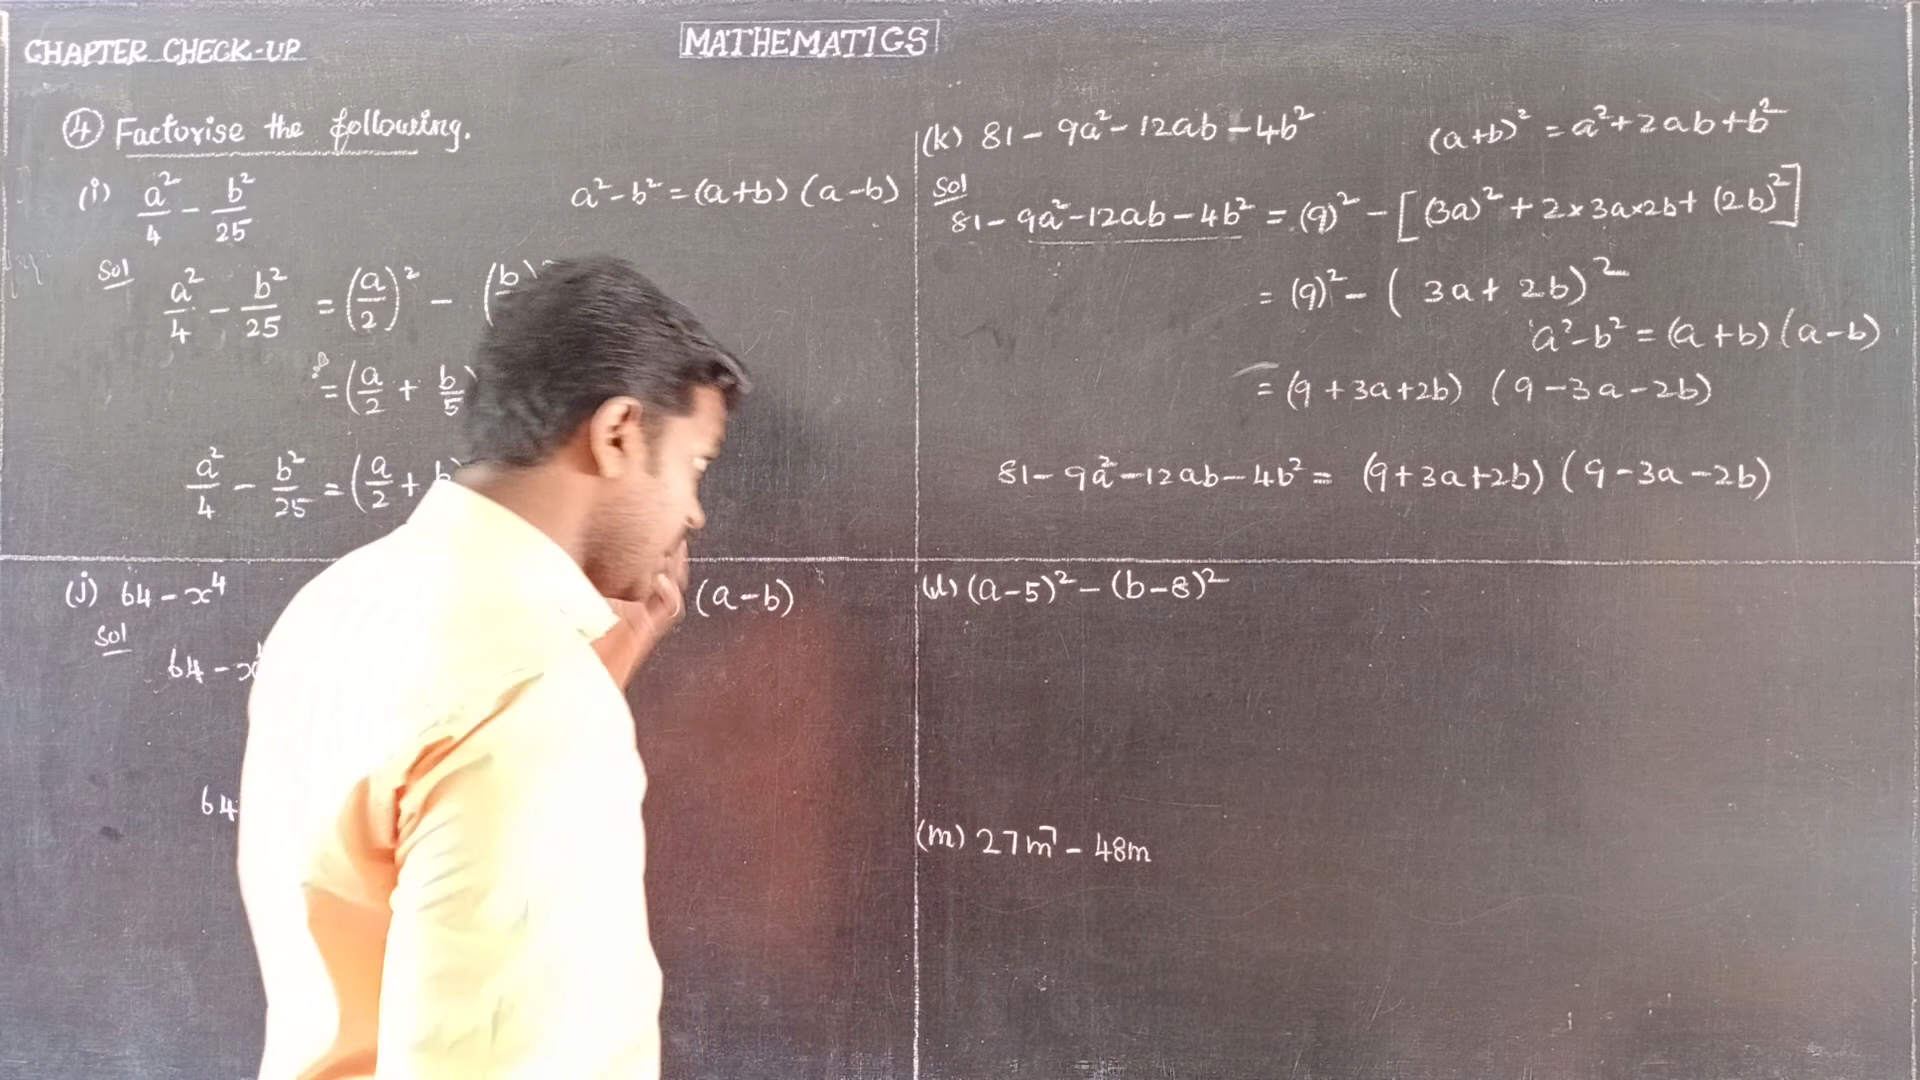 CHAPTER CHECK-UP
MATHEMATICS
④ Factorise the following.
(i) a²/4 - b²/25
a²-b² = (a+b) (a-b)
Sol
a²/4 - b²/25 = (a/2)² - (b
= (a/2 + b/5)
a²/4 - b²/25 = (a/2 + b
(j) 64 - x⁴
) (a-b)
Sol
64 - x⁴
64
(k) 81 - 9a² - 12ab - 4b²
(a+b)² = a²+2ab+b²
Sol
81 - 9a² - 12ab - 4b² = (9)² - [(3a)² + 2×3a×2b + (2b)²]
= (9)² - (3a + 2b)²
a²-b² = (a+b) (a-b)
= (9 + 3a+2b) (9 - 3a - 2b)
81 - 9a² - 12ab - 4b² = (9+3a+2b) (9 - 3a - 2b)
(l) (a-5)² - (b-8)²
(m) 27m⁷ - 48m